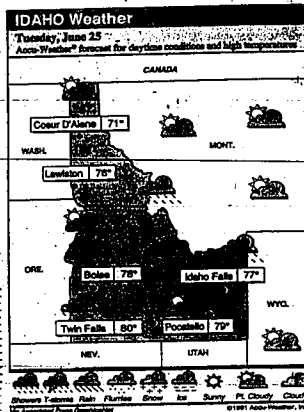 IDAHO Weather
Tuesday, June 25
Accu-Weather® forecast for daytime conditions and high temperatures
CANADA
Coeur D'Alene 71°
WASH.
MONT.
Lewiston 76°
ORE.
Boise 78°
Idaho Falls 77°
WYO.
Twin Falls 80°
Pocatello 79°
NEV.
UTAH
Showers T-storms Rain Flurries Snow Ice Sunny Pt. Cloudy
©1991 Accu-Weather,